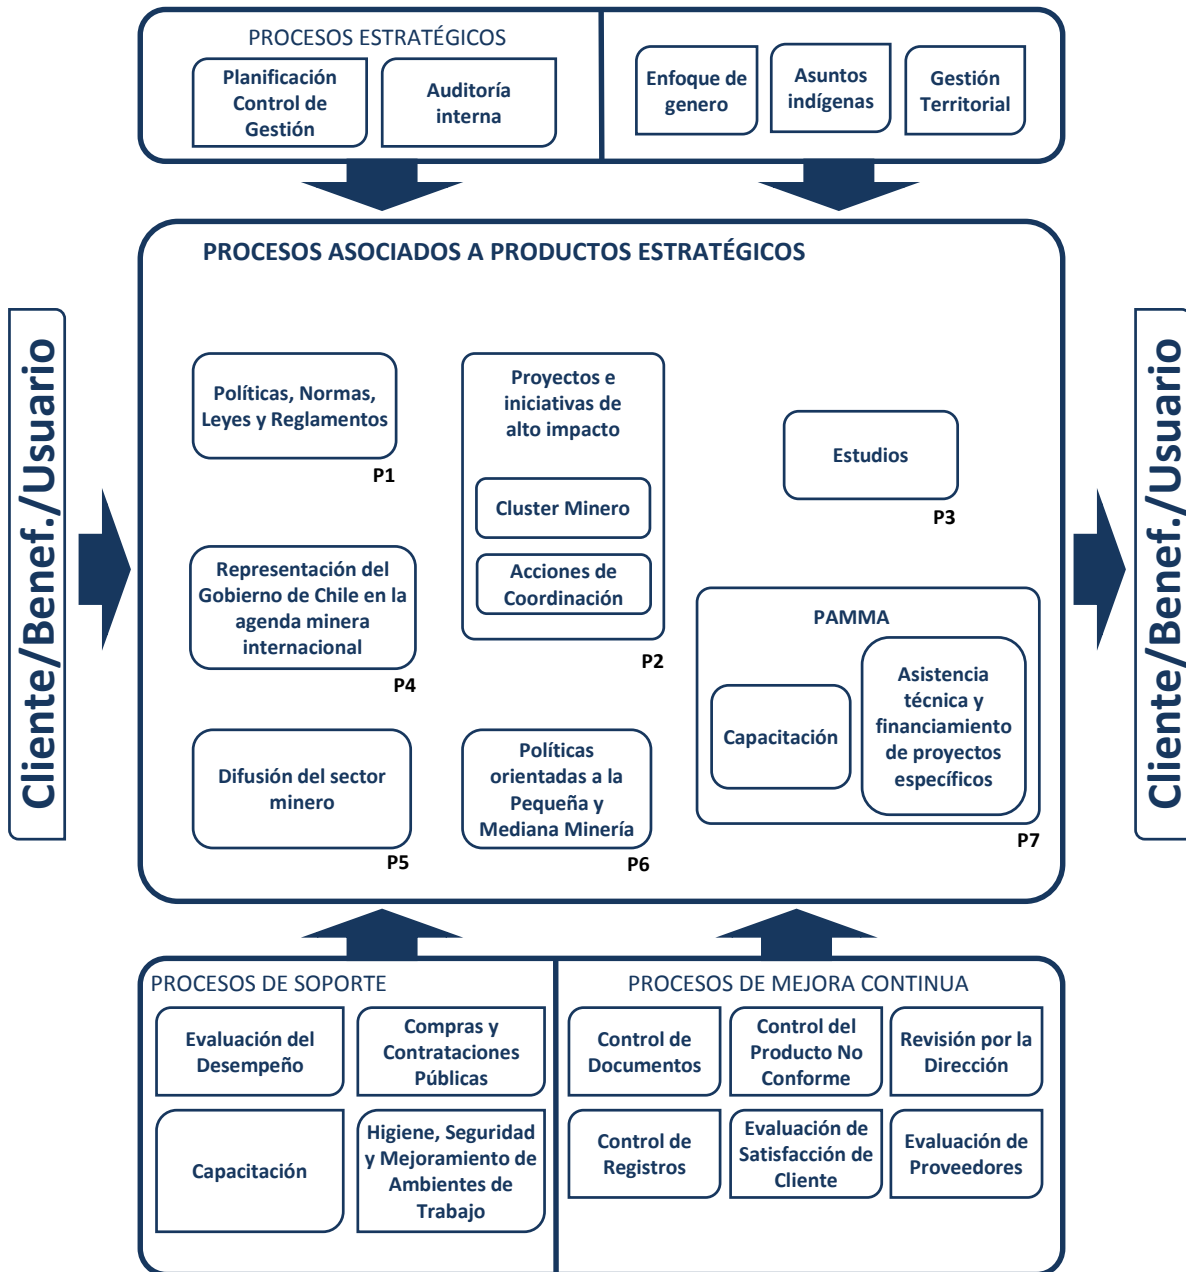 PROCESOS ESTRATÉGICOS
Planificación
Control de
Gestión
Auditoría
interna
Enfoque de
genero
Asuntos
indígenas
Gestión
Territorial
PROCESOS ASOCIADOS A PRODUCTOS ESTRATÉGICOS
Cliente/Benef./Usuario
Políticas, Normas,
Leyes y Reglamentos
P1
Proyectos e
iniciativas de
alto impacto
Cluster Minero
Acciones de
Coordinación
P2
Estudios
P3
Representación del
Gobierno de Chile en la
agenda minera
internacional
P4
Difusión del sector
minero
P5
Políticas
orientadas a la
Pequeña y
Mediana Minería
P6
PAMMA
Capacitación
Asistencia
técnica y
financiamiento
de proyectos
específicos
P7
Cliente/Benef./Usuario
PROCESOS DE SOPORTE
Evaluación del
Desempeño
Compras y
Contrataciones
Públicas
Capacitación
Higiene, Seguridad
y Mejoramiento de
Ambientes de
Trabajo
PROCESOS DE MEJORA CONTINUA
Control de
Documentos
Control del
Producto No
Conforme
Revisión por la
Dirección
Control de
Registros
Evaluación de
Satisfacción de
Cliente
Evaluación de
Proveedores